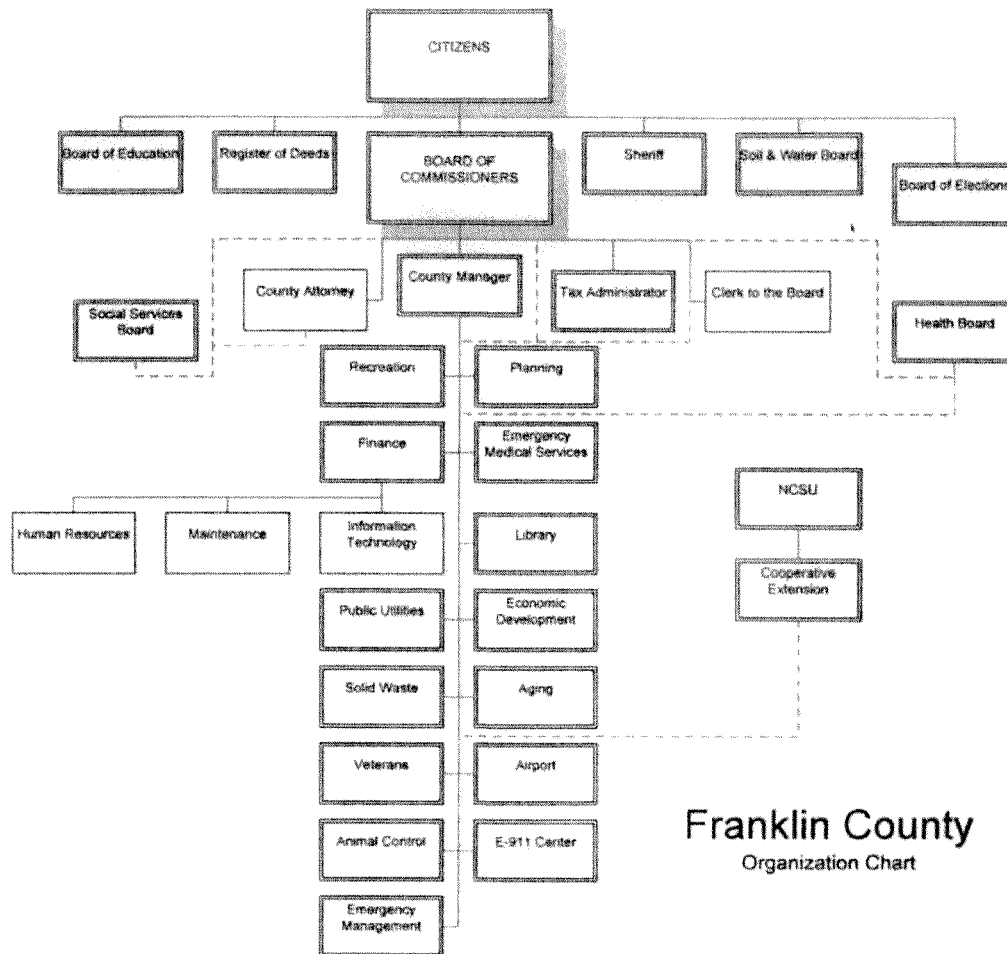 CITIZENS
Board of Education
Register of Deeds
BOARD OF
COMMISSIONERS
Sheriff
Soil & Water Board
Board of Elections
County Attorney
County Manager
Tax Administrator
Clerk to the Board
Social Services
Board
Health Board
Recreation
Planning
Finance
Emergency
Medical Services
NCSU
Human Resources
Maintenance
Information
Technology
Library
Cooperative
Extension
Public Utilities
Economic
Development
Solid Waste
Aging
Veterans
Airport
Animal Control
E-911 Center
Franklin County
Organization Chart
Emergency
Management